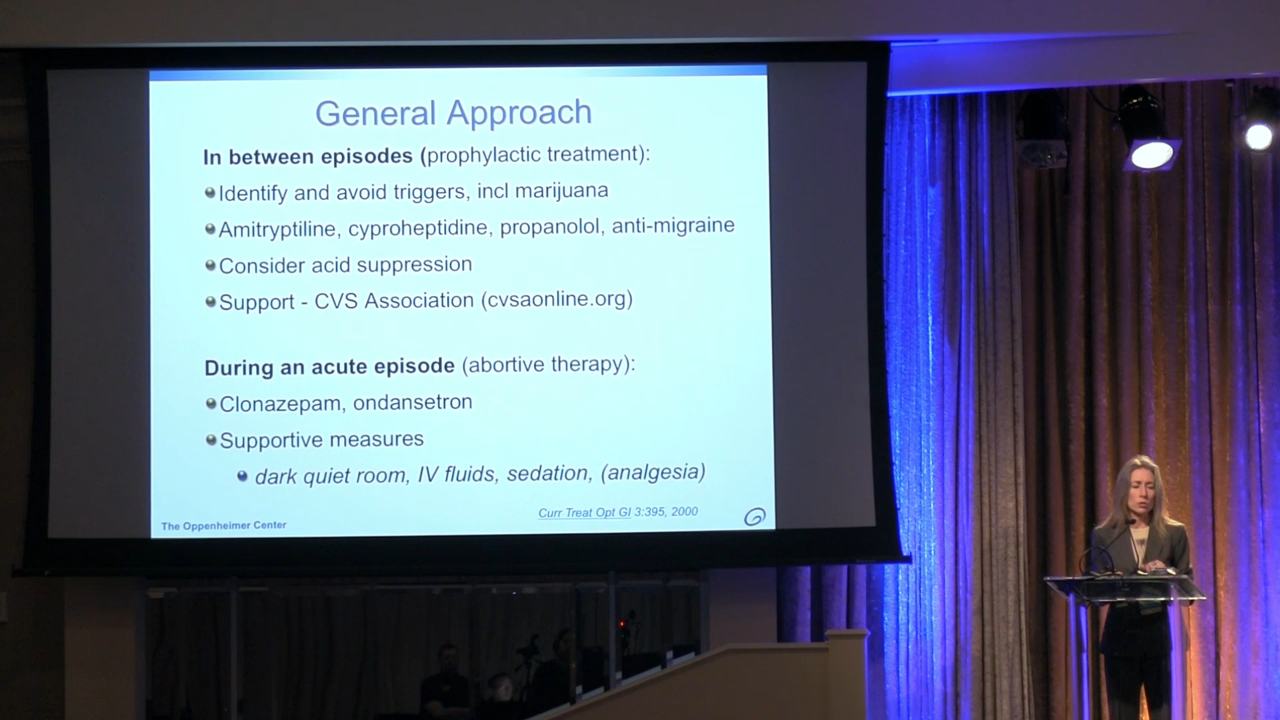 General Approach
In between episodes (prophylactic treatment):
Identify and avoid triggers, incl marijuana
Amitryptiline, cyproheptidine, propanolol, anti-migraine
Consider acid suppression
Support - CVS Association (cvsaonline.org)
During an acute episode (abortive therapy):
Clonazepam, ondansetron
Supportive measures
dark quiet room, IV fluids, sedation, (analgesia)
Curr Treat Opt GI 3:395, 2000
The Oppenheimer Center